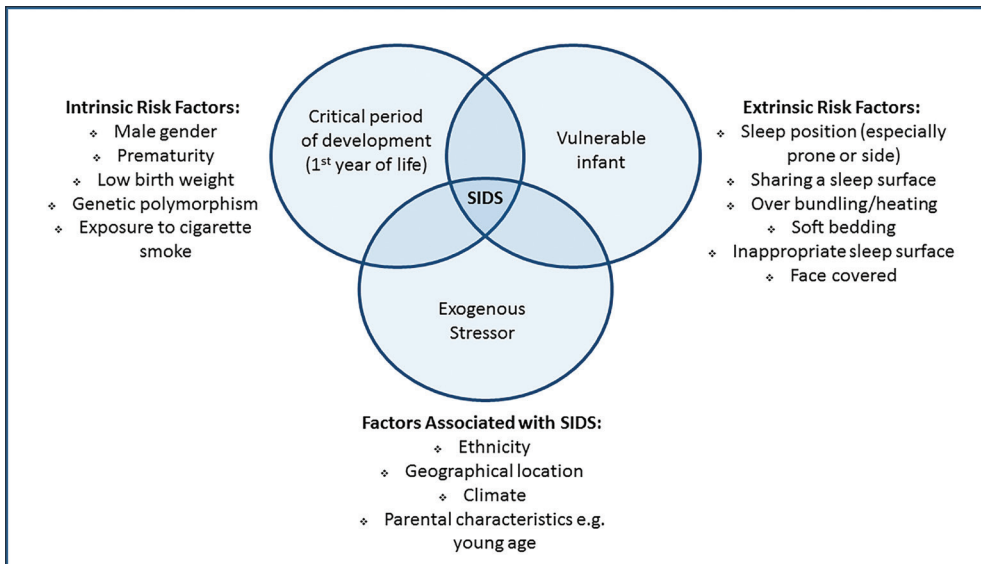 Intrinsic Risk Factors:
❖ Male gender
❖ Prematurity
❖ Low birth weight
❖ Genetic polymorphism
❖ Exposure to cigarette
smoke
Critical period
of development
(1st year of life)
Vulnerable
infant
SIDS
Exogenous
Stressor
Extrinsic Risk Factors:
❖ Sleep position (especially
prone or side)
❖ Sharing a sleep surface
❖ Over bundling/heating
❖ Soft bedding
❖ Inappropriate sleep surface
❖ Face covered
Factors Associated with SIDS:
❖ Ethnicity
❖ Geographical location
❖ Climate
❖ Parental characteristics e.g.
young age